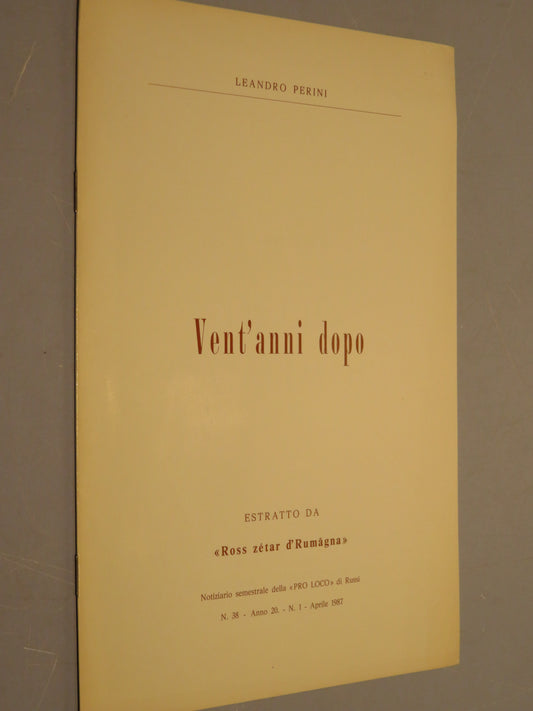 LEANDRO PERINI
Vent'anni dopo
ESTRATTO DA
«Ross zétar d'Rumâgna»
Notiziario semestrale della «PRO LOCO» di Russi
N. 38 - Anno 20. - N. 1 - Aprile 1987